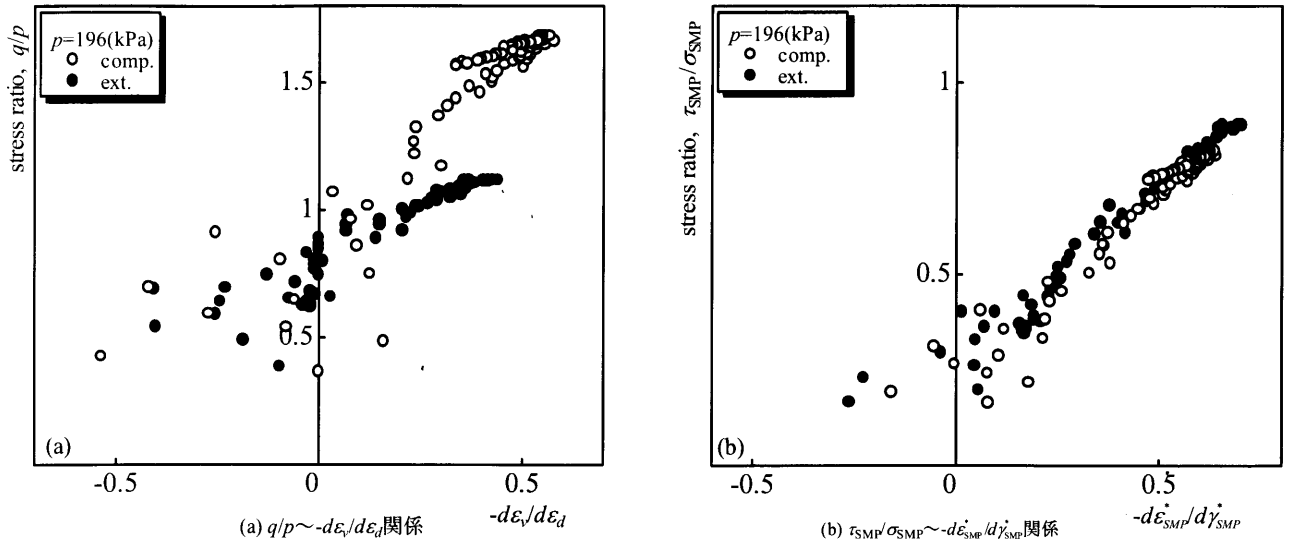 stress ratio, q/p
p=196(kPa)
comp.
ext.
1.5
1
0.5
(a)
-0.5 0 0.5
-dεv/dεd
(a) q/p～-dεv/dεd関係
stress ratio, τSMP/σSMP
p=196(kPa)
comp.
ext.
1
0.5
(b)
-0.5 0 0.5
-dε*SMP/dγ*SMP
(b) τSMP/σSMP～-dε*SMP/dγ*SMP関係